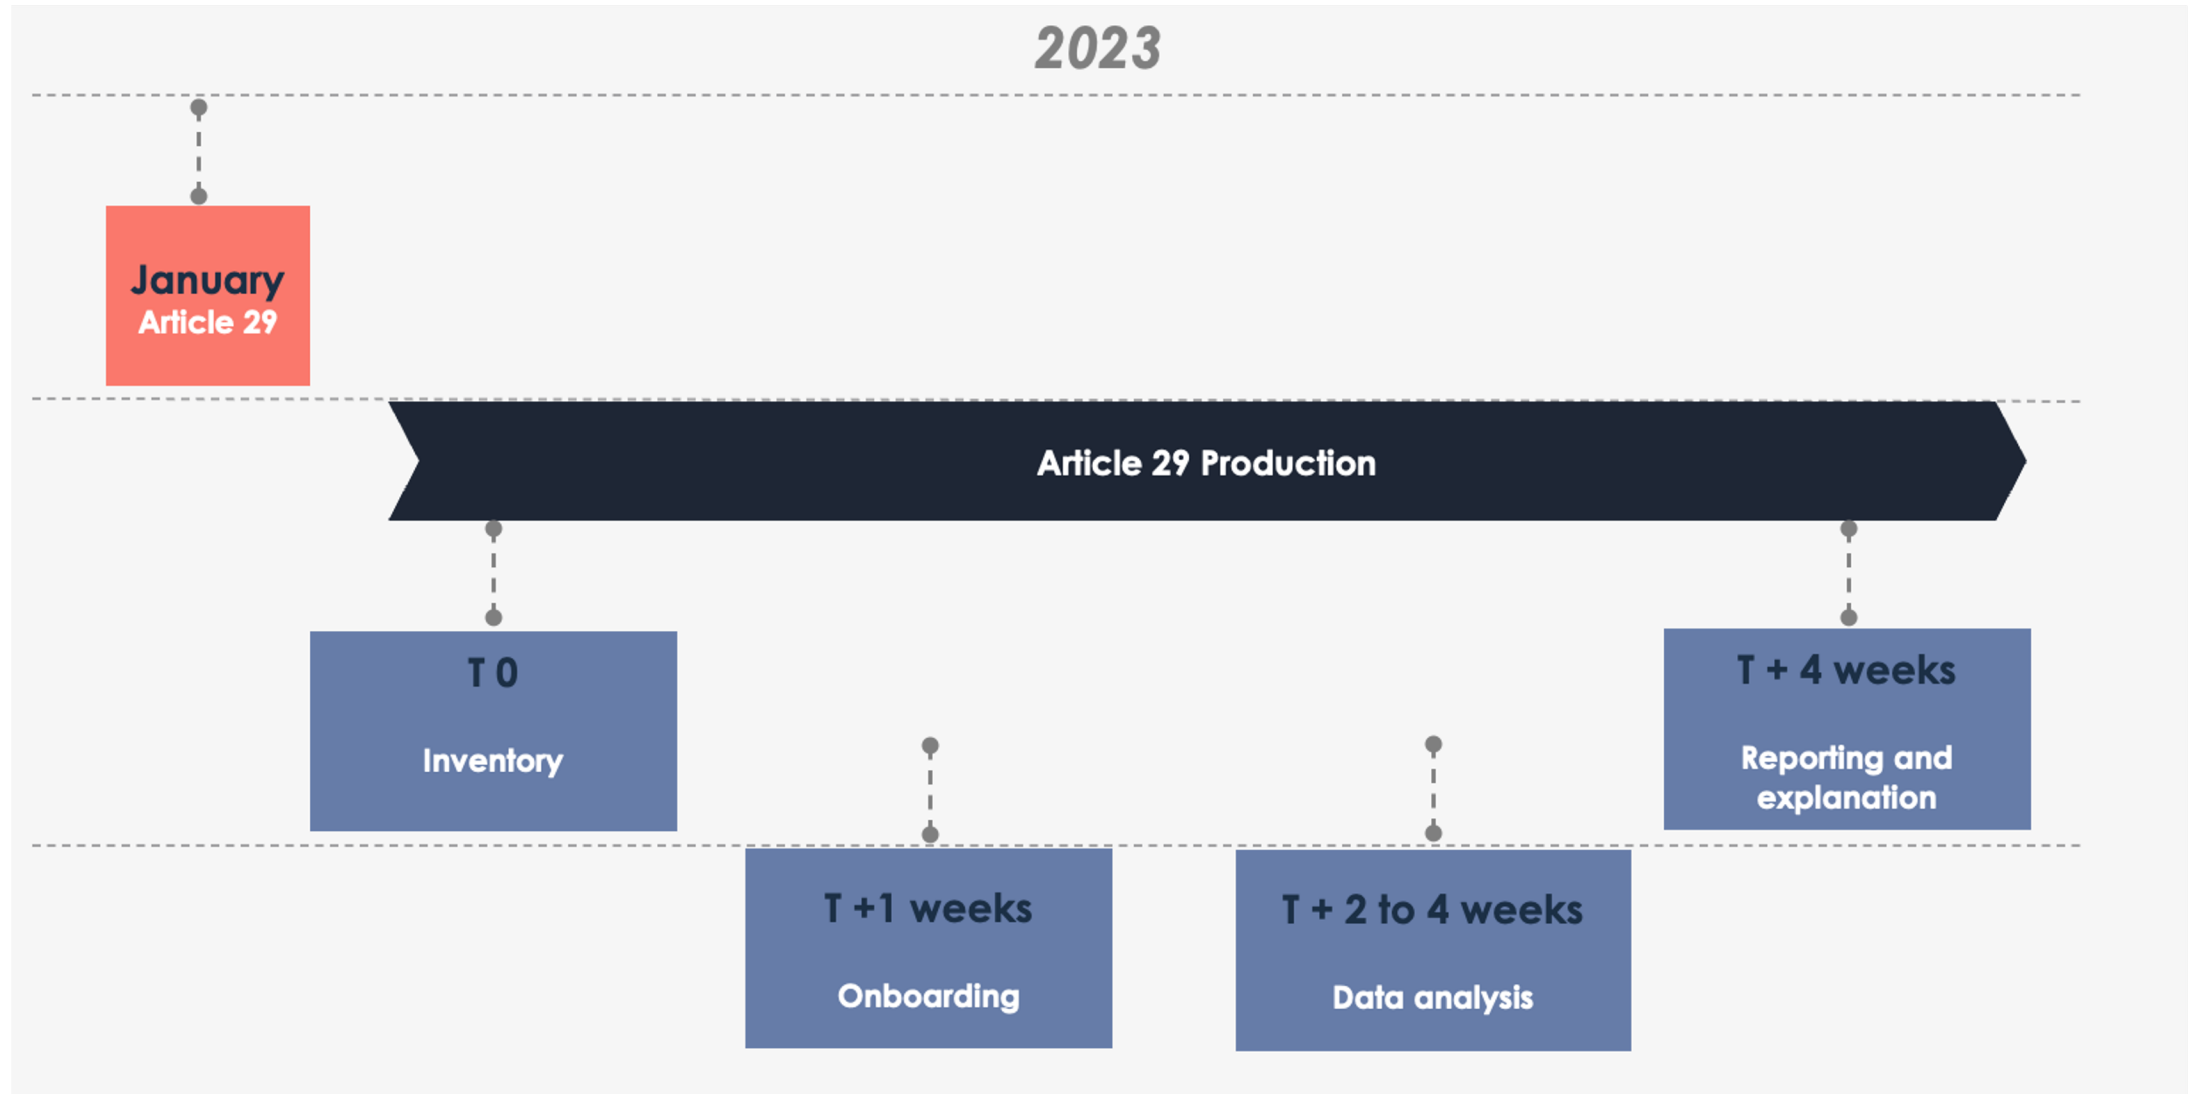 2023
January
Article 29
Article 29 Production
T 0
Inventory
T +1 weeks
Onboarding
T + 2 to 4 weeks
Data analysis
T + 4 weeks
Reporting and
explanation